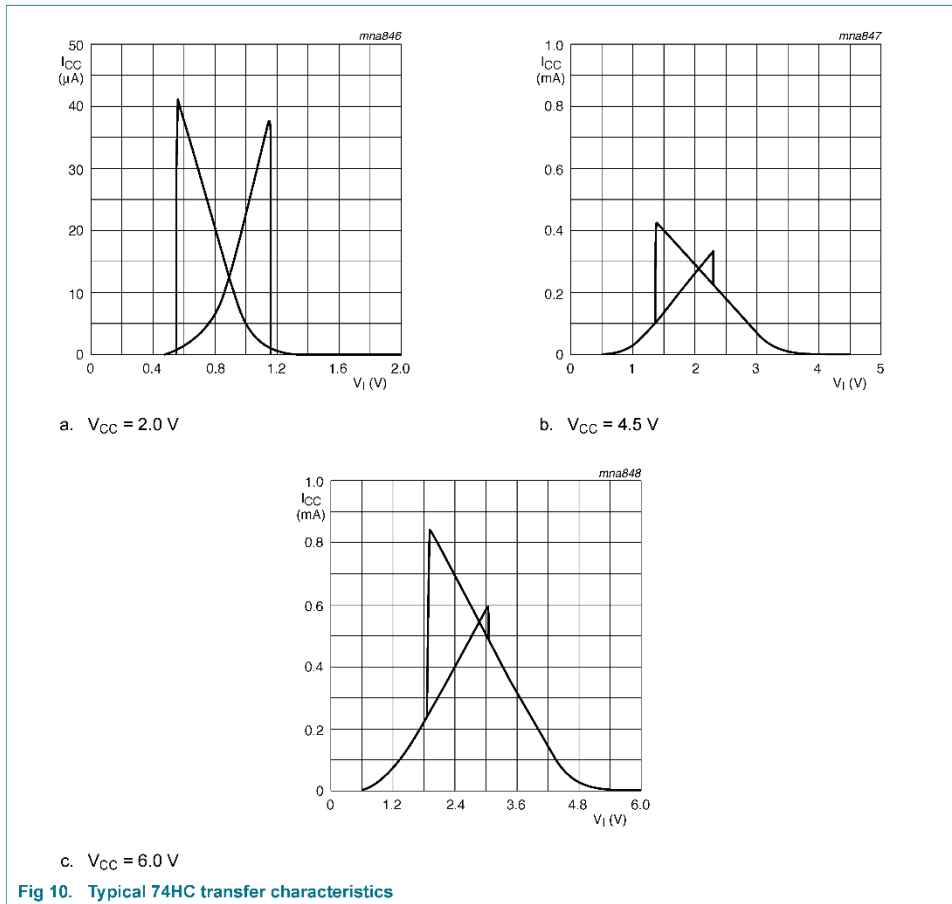 mna846
50
ICC
(μA)
40
30
20
10
0
0 0.4 0.8 1.2 1.6 2.0
VI (V)
a. VCC = 2.0 V
mna847
1.0
ICC
(mA)
0.8
0.6
0.4
0.2
0
0 1 2 3 4 5
VI (V)
b. VCC = 4.5 V
mna848
1.0
ICC
(mA)
0.8
0.6
0.4
0.2
0
0 1.2 2.4 3.6 4.8 6.0
VI (V)
c. VCC = 6.0 V
Fig 10. Typical 74HC transfer characteristics